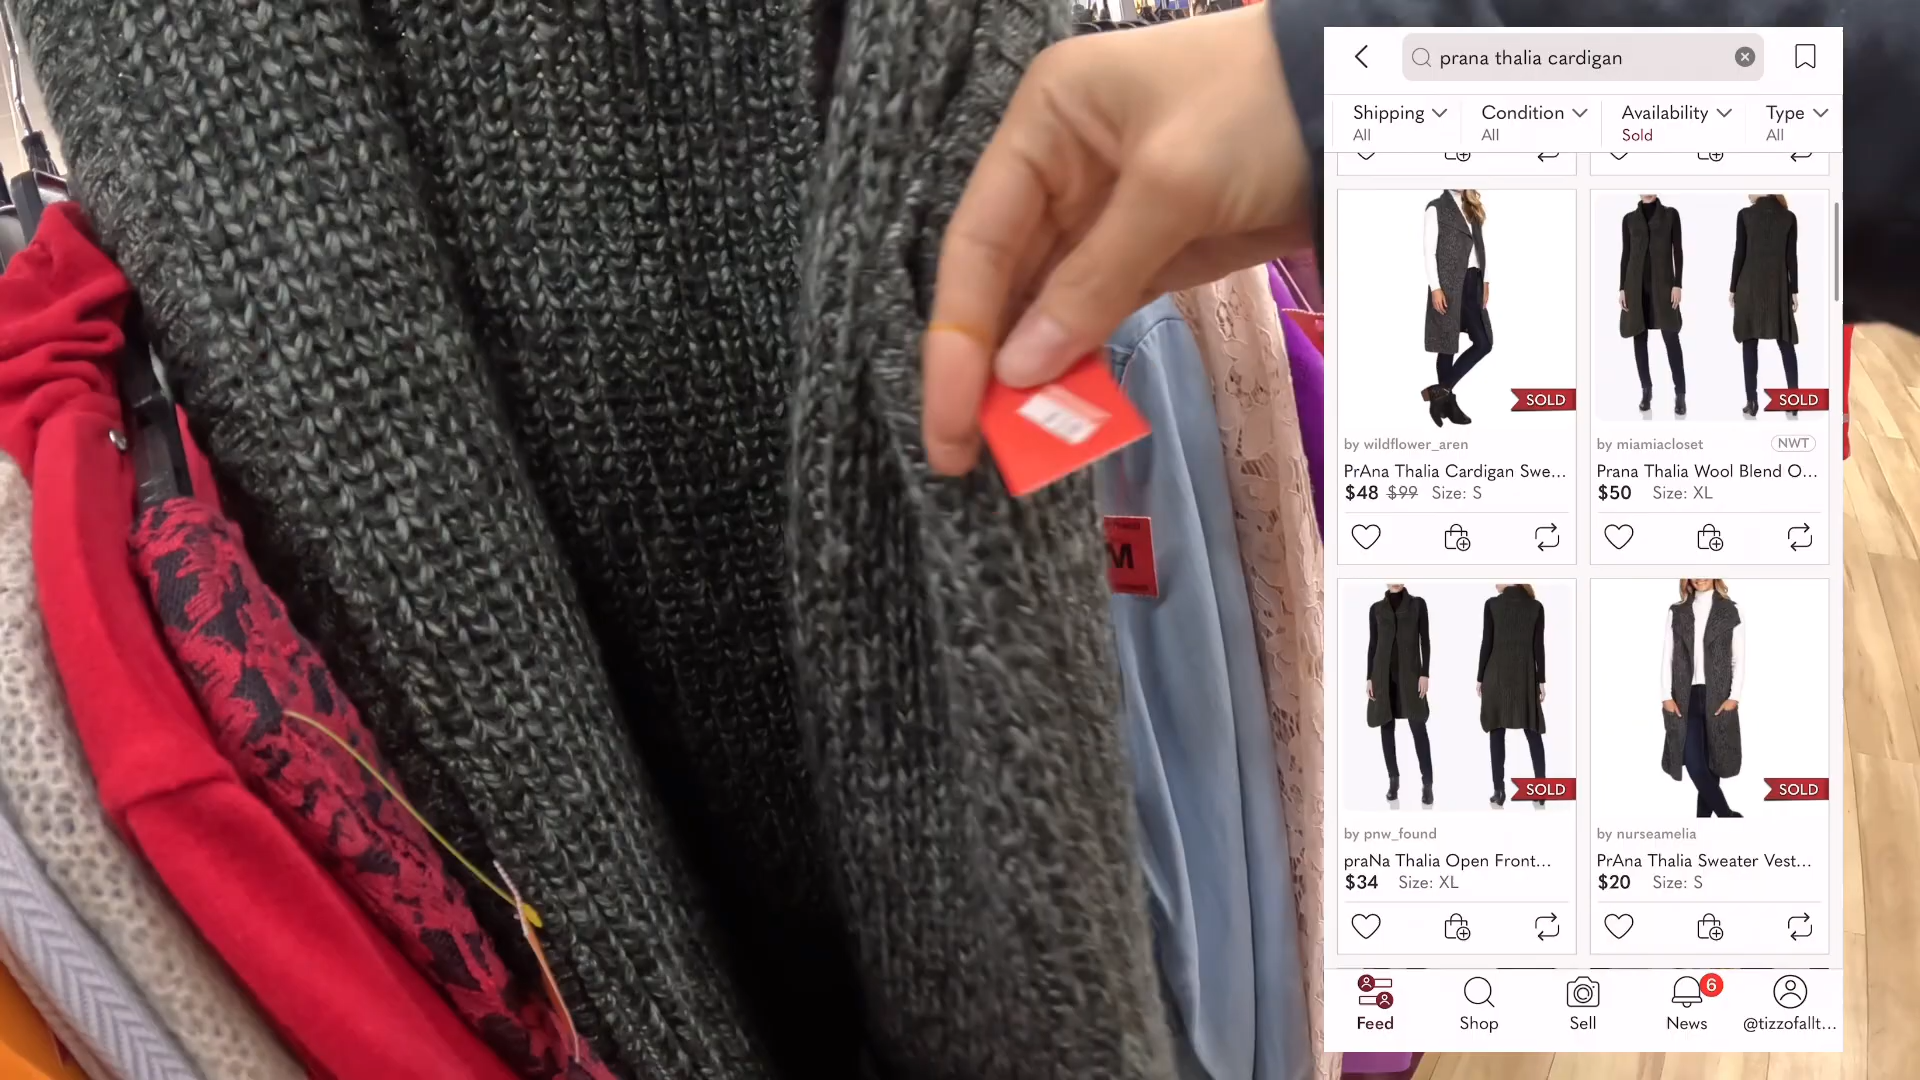 prana thalia cardigan
Shipping Condition Availability Type
All All Sold All
SOLD SOLD
by wildflower_aren by miamiacloset NWT
PrAna Thalia Cardigan Swe... Prana Thalia Wool Blend O...
$48 $99 Size: S $50 Size: XL
SOLD SOLD
by pnw_found by nurseamelia
praNa Thalia Open Front... PrAna Thalia Sweater Vest...
$34 Size: XL $20 Size: S
6
Feed Shop Sell News @tizzofallt...
M